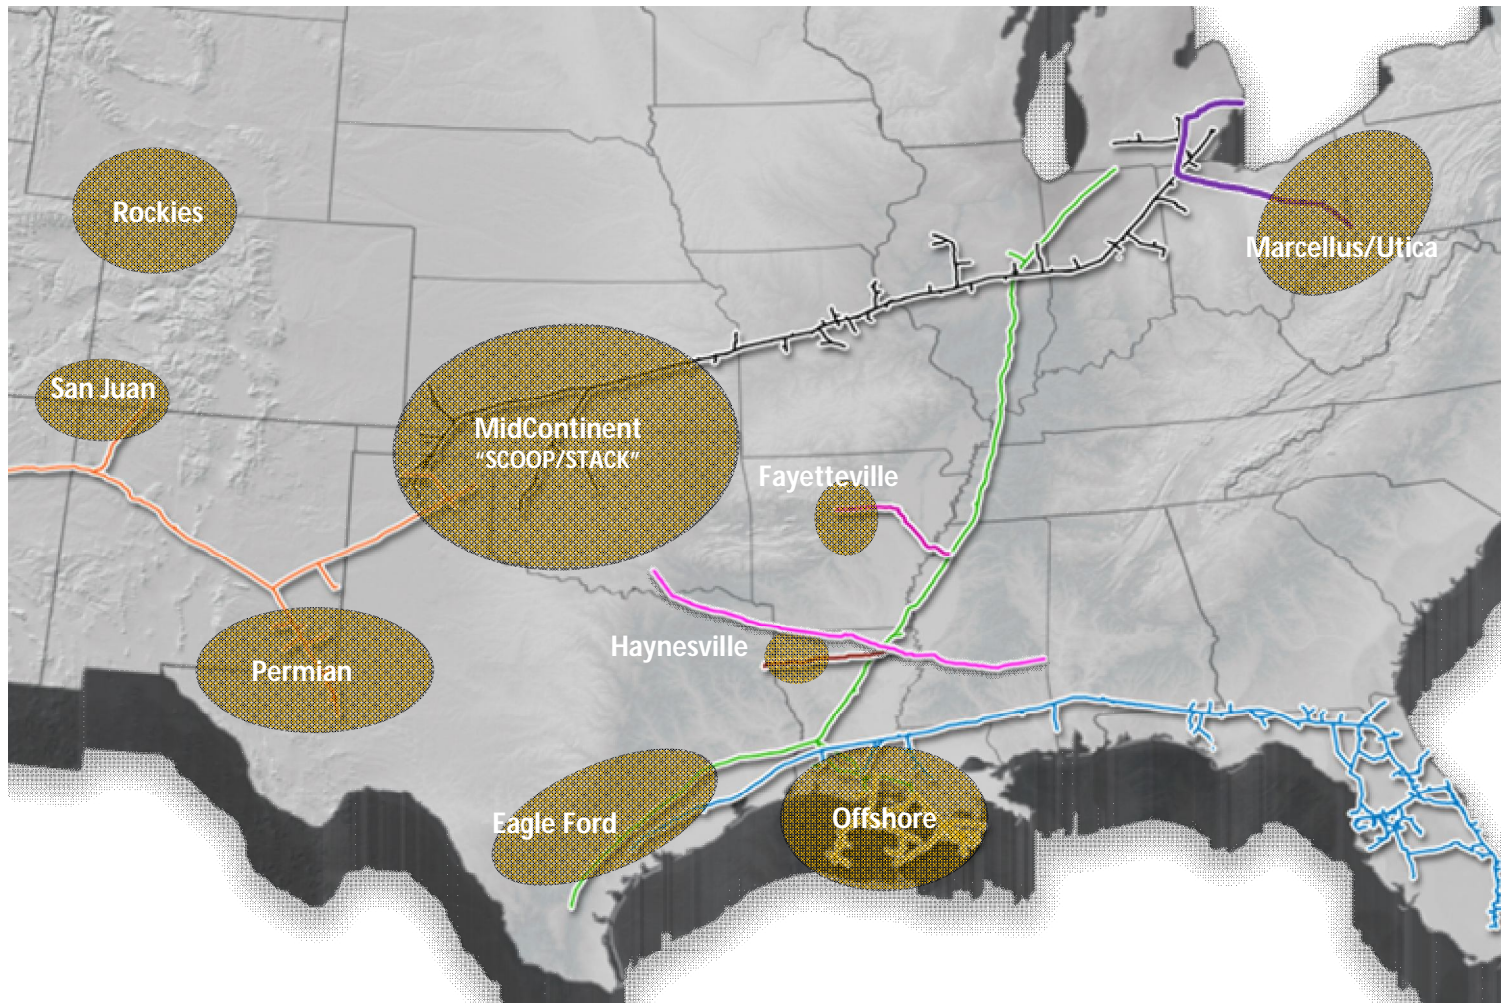 Rockies
Marcellus/Utica
San Juan
MidContinent
“SCOOP/STACK”
Fayetteville
Haynesville
Permian
Eagle Ford
Offshore